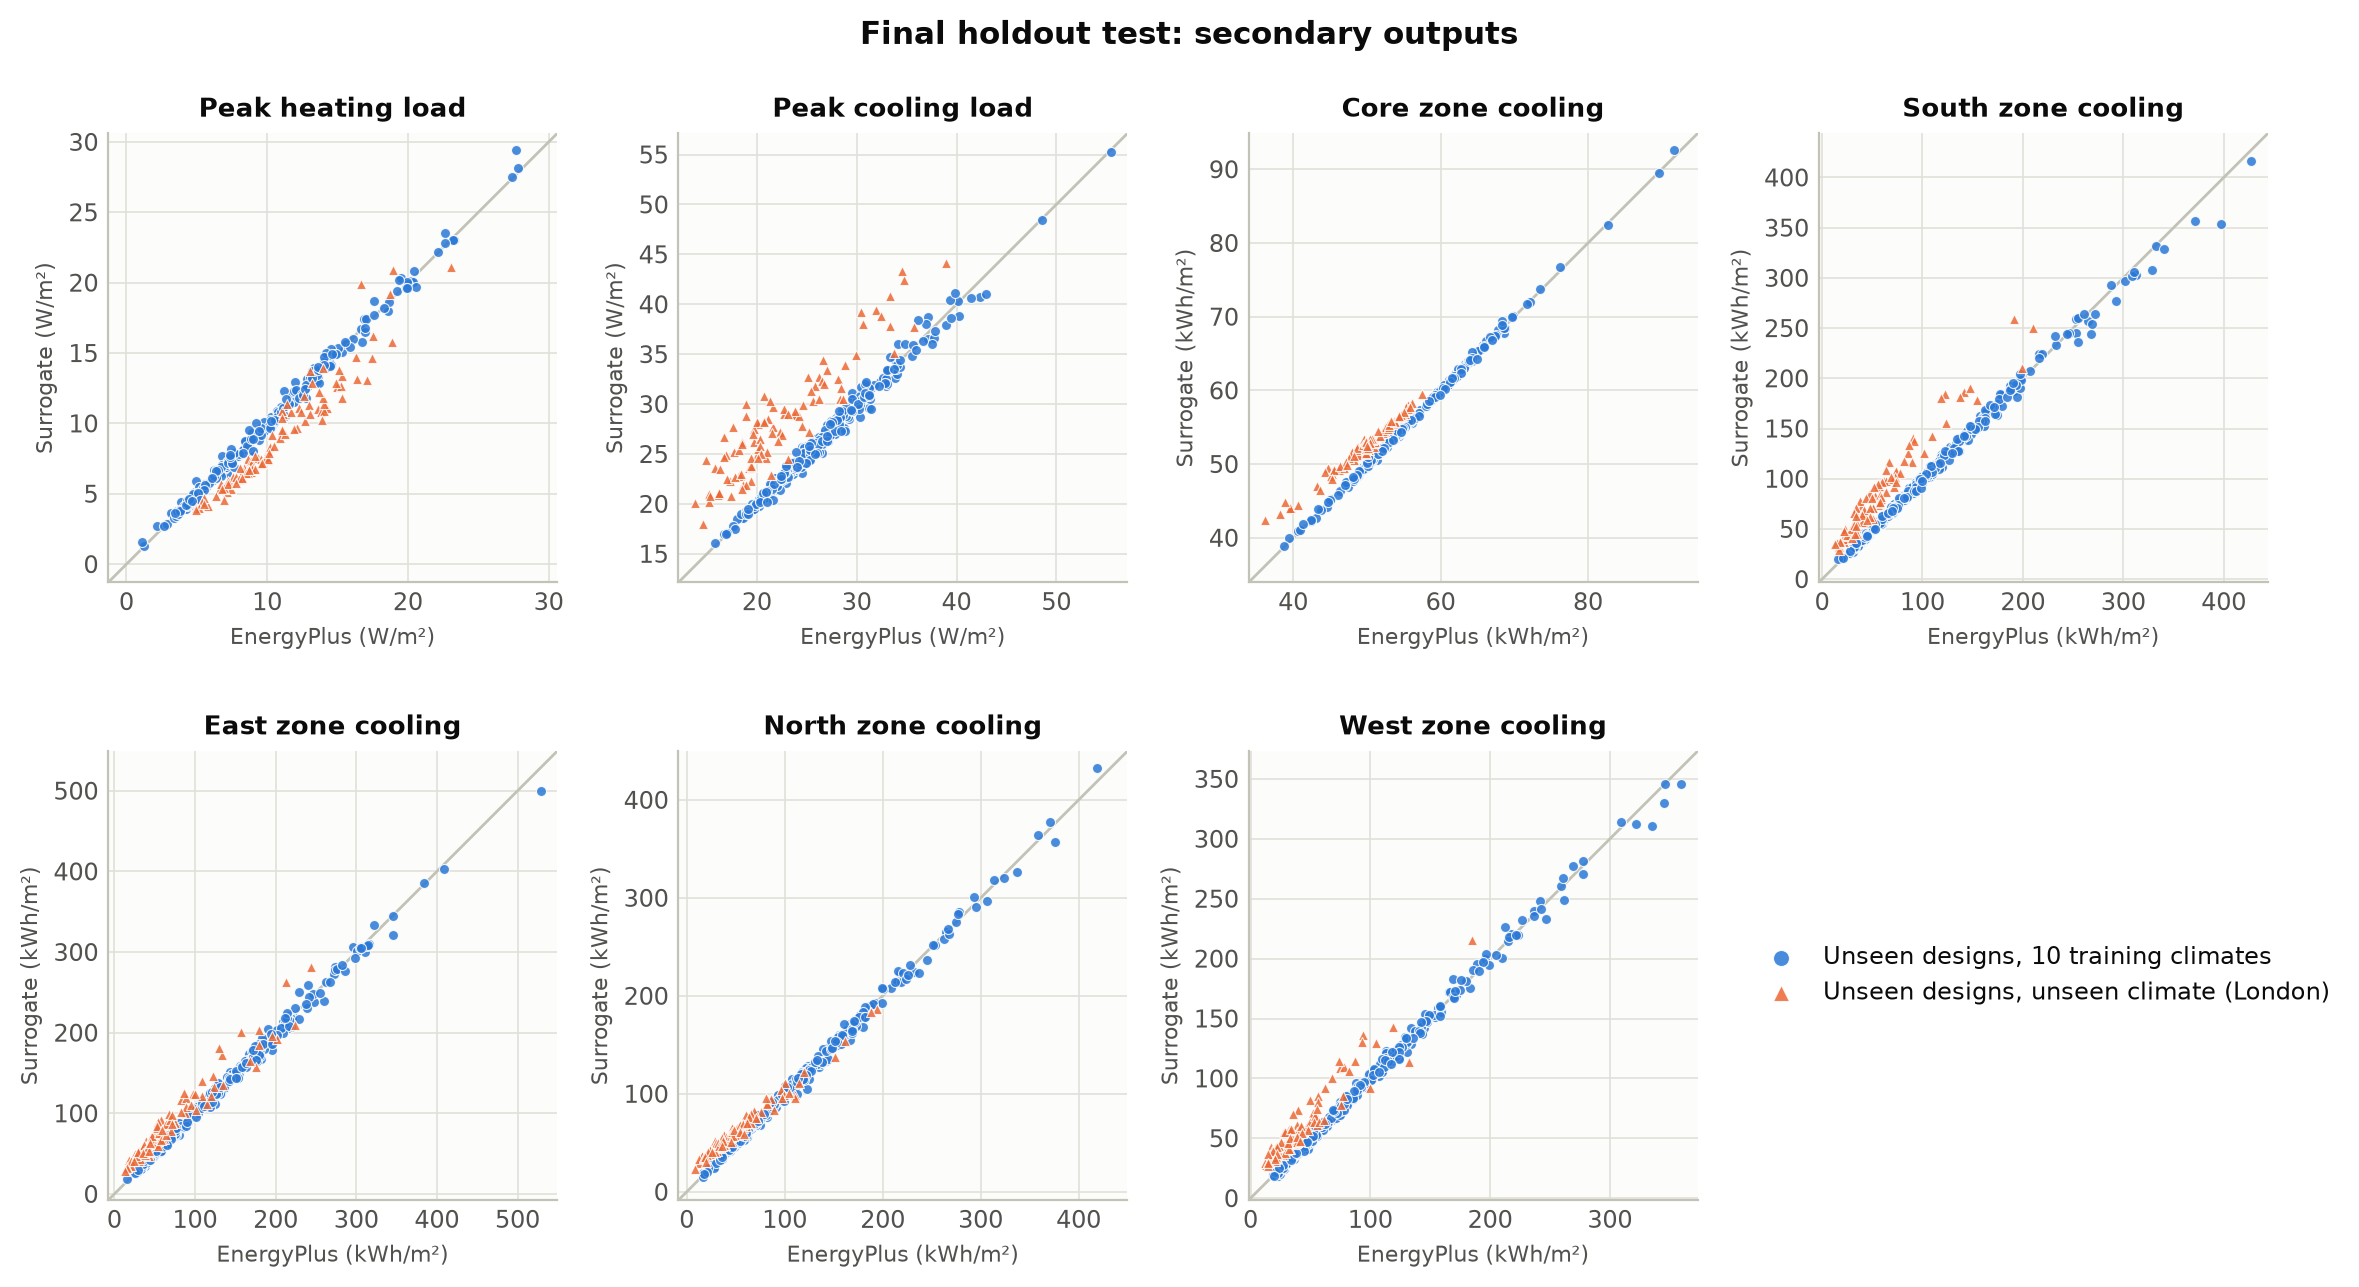 Final holdout test: secondary outputs
Peak heating load
Surrogate (W/m²)
30
25
20
15
10
5
0
0 10 20 30
EnergyPlus (W/m²)
Peak cooling load
Surrogate (W/m²)
55
50
45
40
35
30
25
20
15
20 30 40 50
EnergyPlus (W/m²)
Core zone cooling
Surrogate (kWh/m²)
90
80
70
60
50
40
40 60 80
EnergyPlus (kWh/m²)
South zone cooling
Surrogate (kWh/m²)
400
350
300
250
200
150
100
50
0
0 100 200 300 400
EnergyPlus (kWh/m²)
East zone cooling
Surrogate (kWh/m²)
500
400
300
200
100
0
0 100 200 300 400 500
EnergyPlus (kWh/m²)
North zone cooling
Surrogate (kWh/m²)
400
300
200
100
0
0 100 200 300 400
EnergyPlus (kWh/m²)
West zone cooling
Surrogate (kWh/m²)
350
300
250
200
150
100
50
0
0 100 200 300
EnergyPlus (kWh/m²)
Unseen designs, 10 training climates
Unseen designs, unseen climate (London)